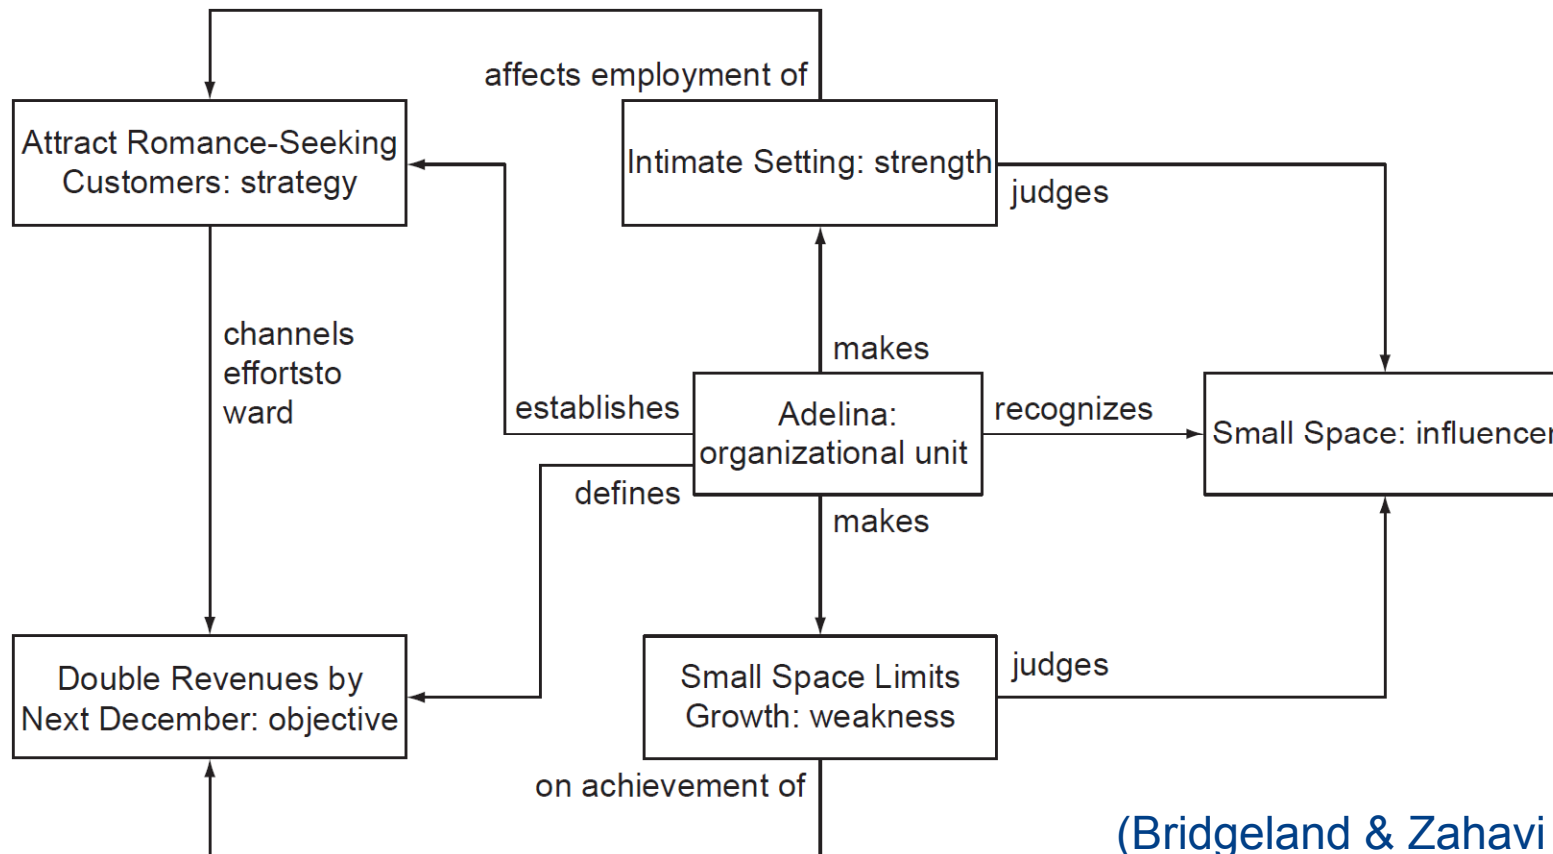 affects employment of
Attract Romance-Seeking
Customers: strategy
Intimate Setting: strength
judges
channels
effortsto
ward
makes
establishes
Adelina:
organizational unit
recognizes
Small Space: influencer
defines
makes
Double Revenues by
Next December: objective
Small Space Limits
Growth: weakness
judges
on achievement of
(Bridgeland & Zahavi